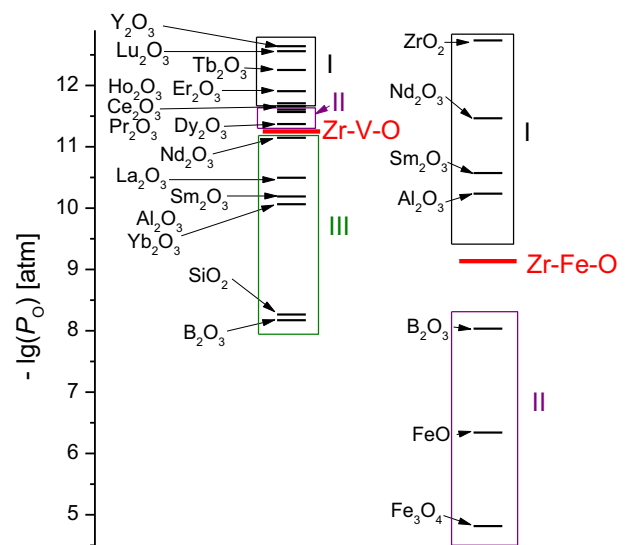 Y₂O₃
Lu₂O₃
Tb₂O₃
I
Ho₂O₃ Er₂O₃
Ce₂O₃
II
Pr₂O₃ Dy₂O₃
Zr-V-O
Nd₂O₃
La₂O₃
Sm₂O₃
Al₂O₃
Yb₂O₃
III
SiO₂
B₂O₃
ZrO₂
Nd₂O₃
I
Sm₂O₃
Al₂O₃
Zr-Fe-O
B₂O₃
II
FeO
Fe₃O₄
- lg(P_O) [atm]
12
11
10
9
8
7
6
5